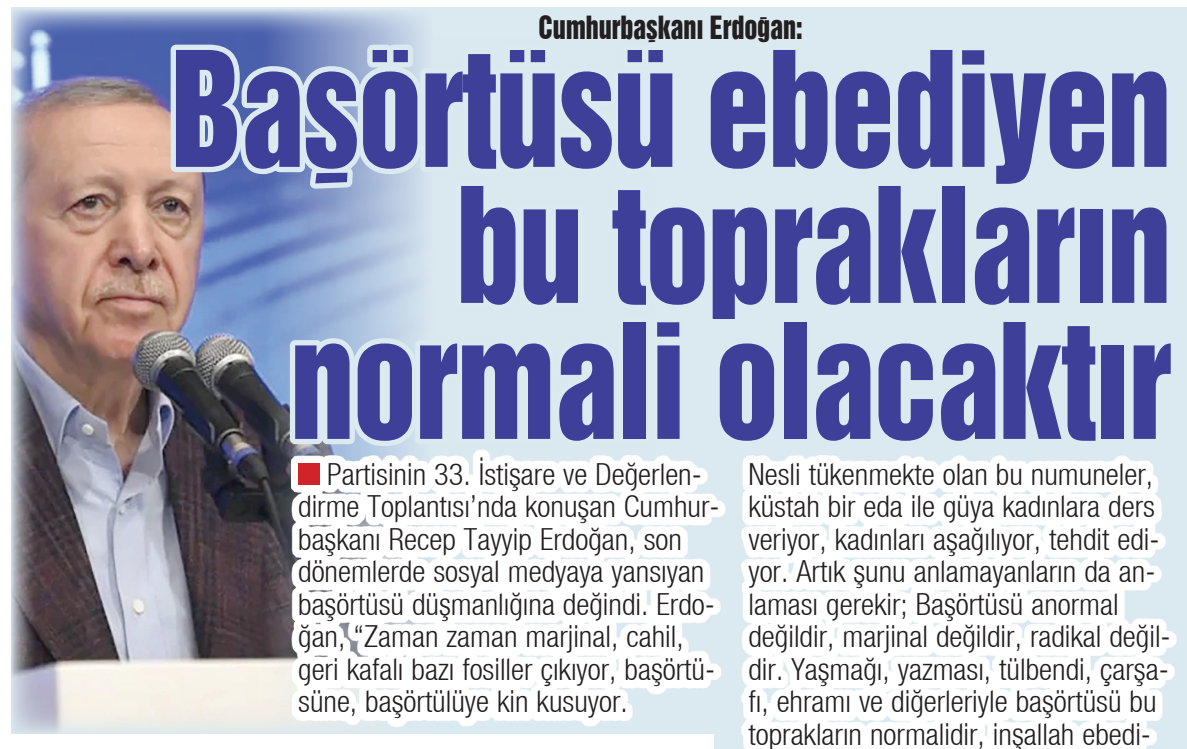 Cumhurbaşkanı Erdoğan:
Başörtüsü ebediyen
bu toprakların
normali olacaktır
Partisinin 33. İstişare ve Değerlen-
dirme Toplantısı’nda konuşan Cumhur-
başkanı Recep Tayyip Erdoğan, son
dönemlerde sosyal medyaya yansıyan
başörtüsü düşmanlığına değindi. Erdo-
ğan, “Zaman zaman marjinal, cahil,
geri kafalı bazı fosiller çıkıyor, başörtü-
süne, başörtülüye kin kusuyor.
Nesli tükenmekte olan bu numuneler,
küstah bir eda ile güya kadınlara ders
veriyor, kadınları aşağılıyor, tehdit edi-
yor. Artık şunu anlamayanların da an-
laması gerekir; Başörtüsü anormal
değildir, marjinal değildir, radikal değil-
dir. Yaşmağı, yazması, tülbendi, çarşa-
fı, ehramı ve diğerleriyle başörtüsü bu
toprakların normalidir, inşallah ebedi-